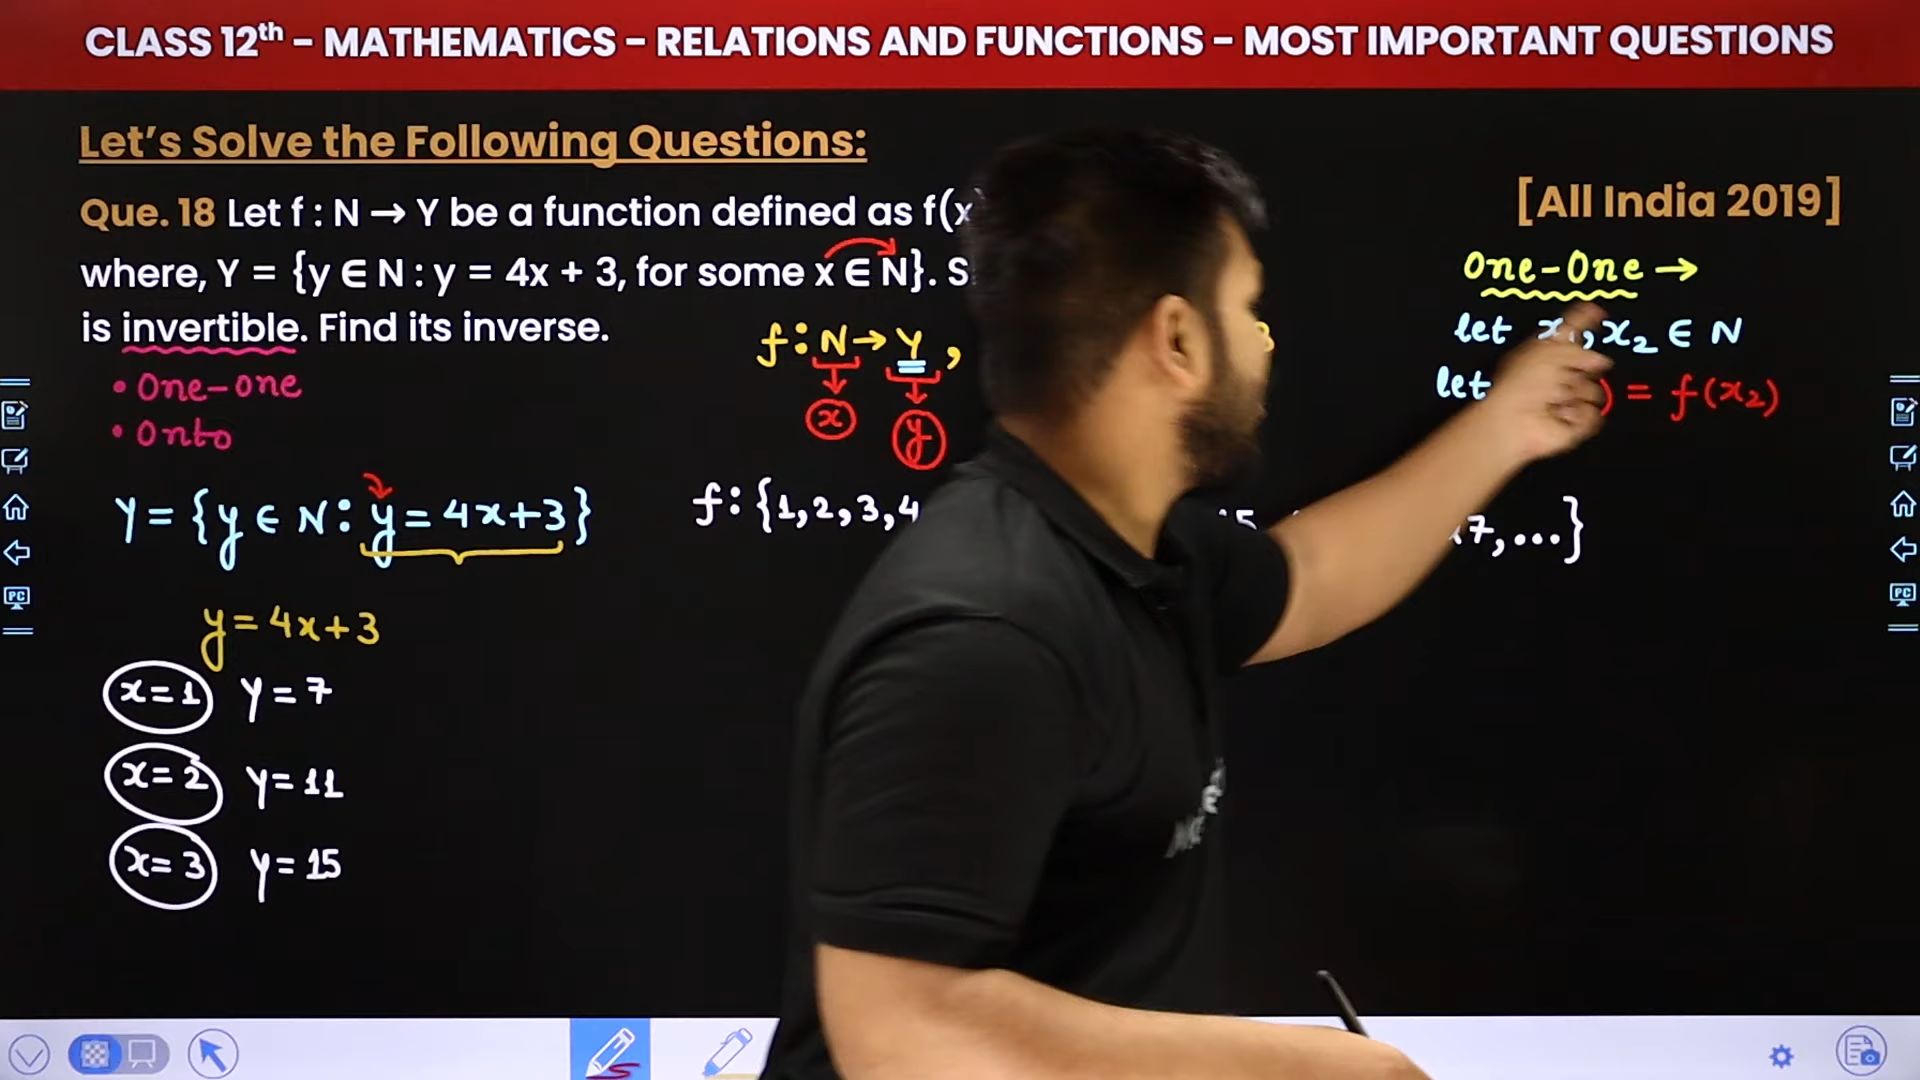 CLASS 12th - MATHEMATICS - RELATIONS AND FUNCTIONS - MOST IMPORTANT QUESTIONS
Let's Solve the Following Questions:
[All India 2019]
Que. 18 Let f : N → Y be a function defined as f(x
where, Y = {y ∈ N : y = 4x + 3, for some x ∈ N}. S
is invertible. Find its inverse.
• One-one
• Onto
f : N → Y ,
x
y
One-One →
let x₁, x₂ ∈ N
let ) = f(x₂)
Y = {y ∈ N : y = 4x+3}
f : {1,2,3,4
7, ...}
y = 4x+3
x=1 y = 7
x=2 y = 11
x=3 y = 15
PC
PC